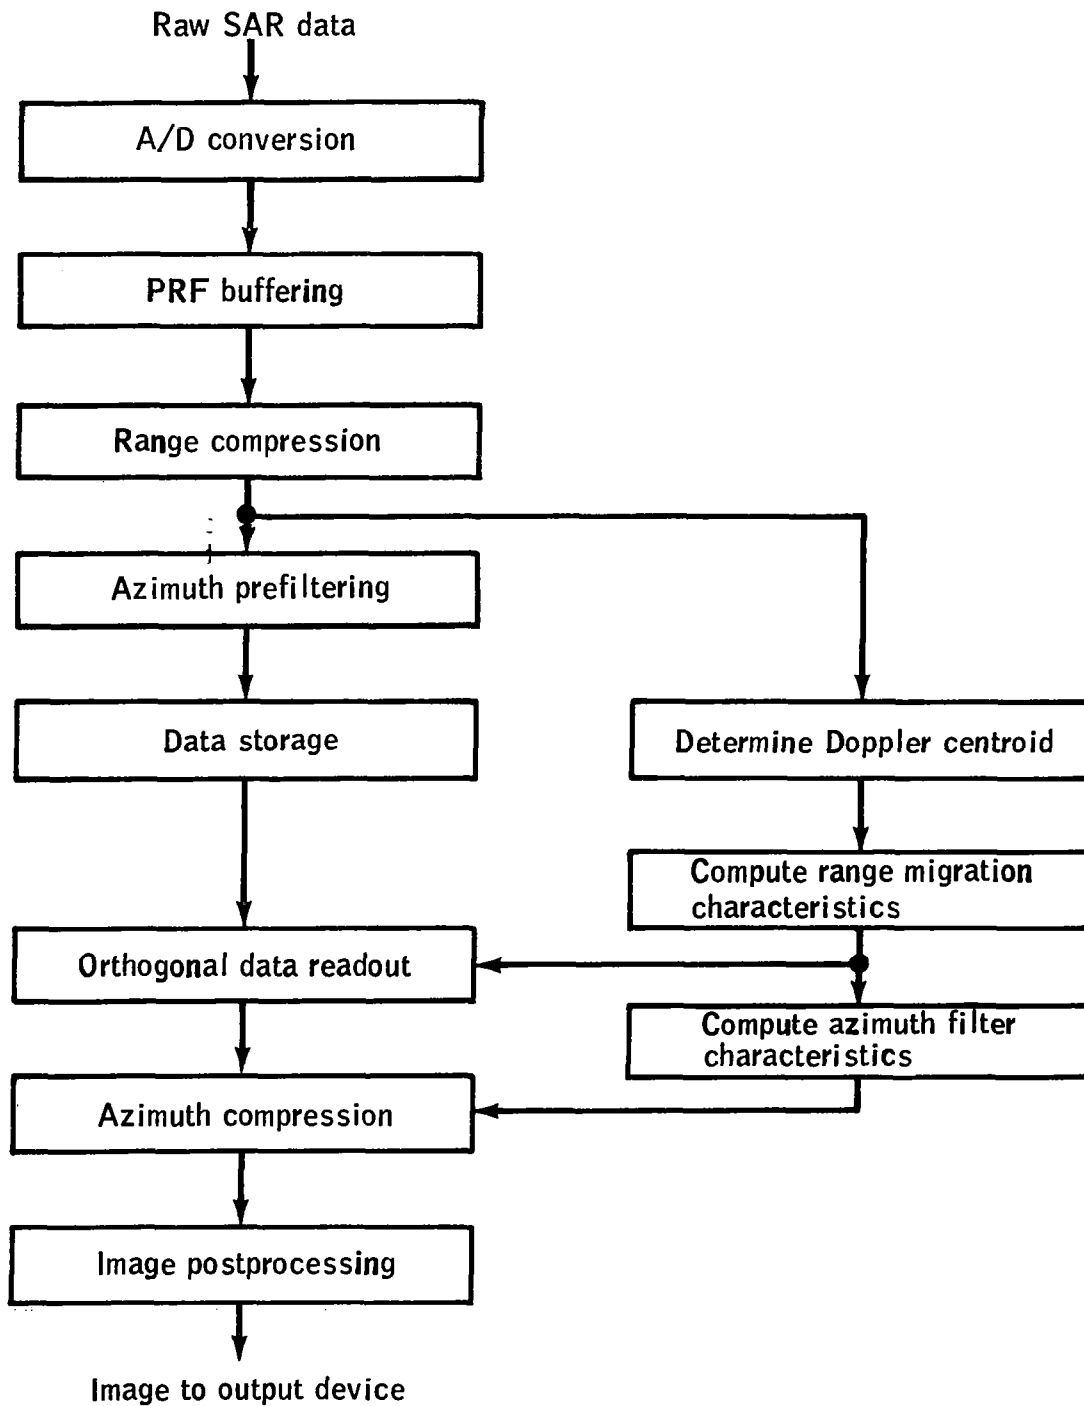 Raw SAR data
A/D conversion
PRF buffering
Range compression
Azimuth prefiltering
Data storage
Determine Doppler centroid
Compute range migration
characteristics
Orthogonal data readout
Compute azimuth filter
characteristics
Azimuth compression
Image postprocessing
Image to output device